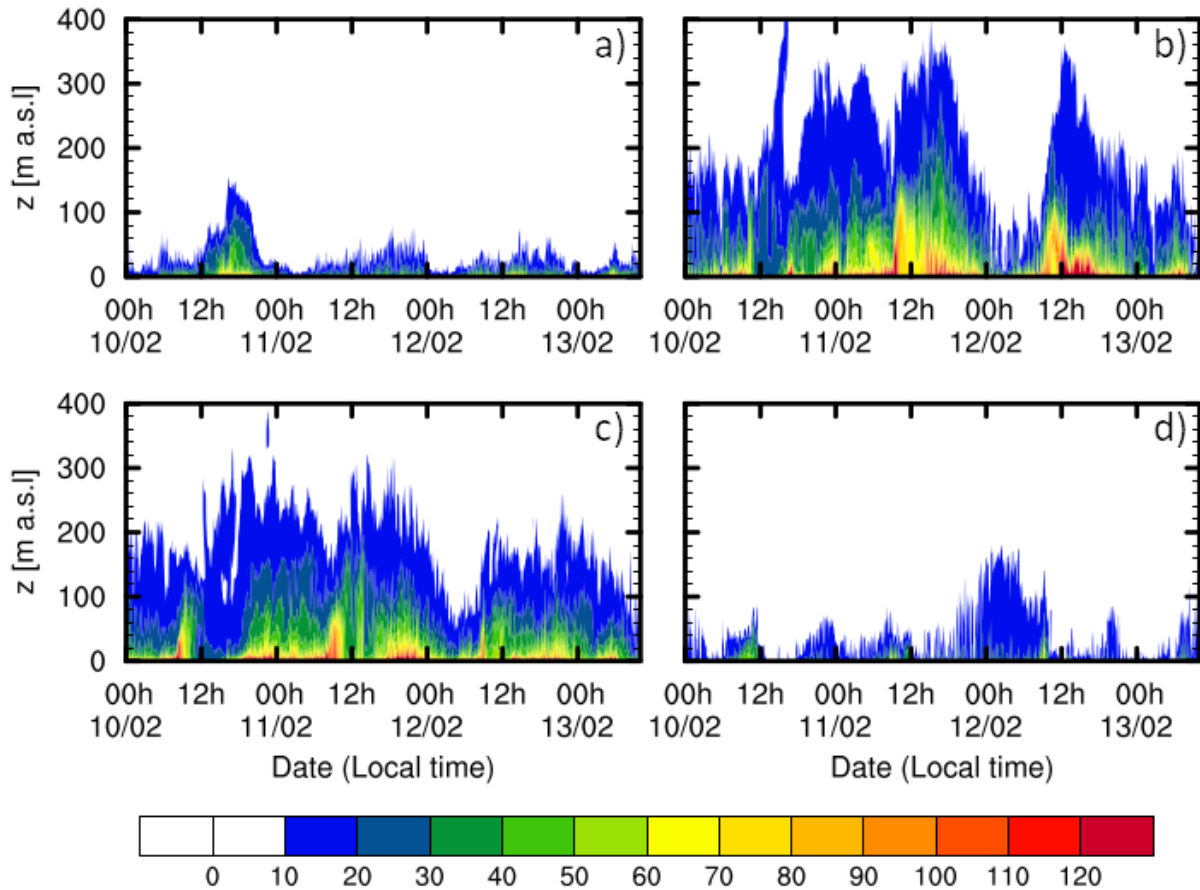 400 a) b)
300
200
100
0
z [m a.s.l]
00h 12h 00h 12h 00h 12h 00h 00h 12h 00h 12h 00h 12h 00h
10/02 11/02 12/02 13/02 10/02 11/02 12/02 13/02
400 c) d)
300
200
100
0
z [m a.s.l]
00h 12h 00h 12h 00h 12h 00h 00h 12h 00h 12h 00h 12h 00h
10/02 11/02 12/02 13/02 10/02 11/02 12/02 13/02
Date (Local time) Date (Local time)
0 10 20 30 40 50 60 70 80 90 100 110 120